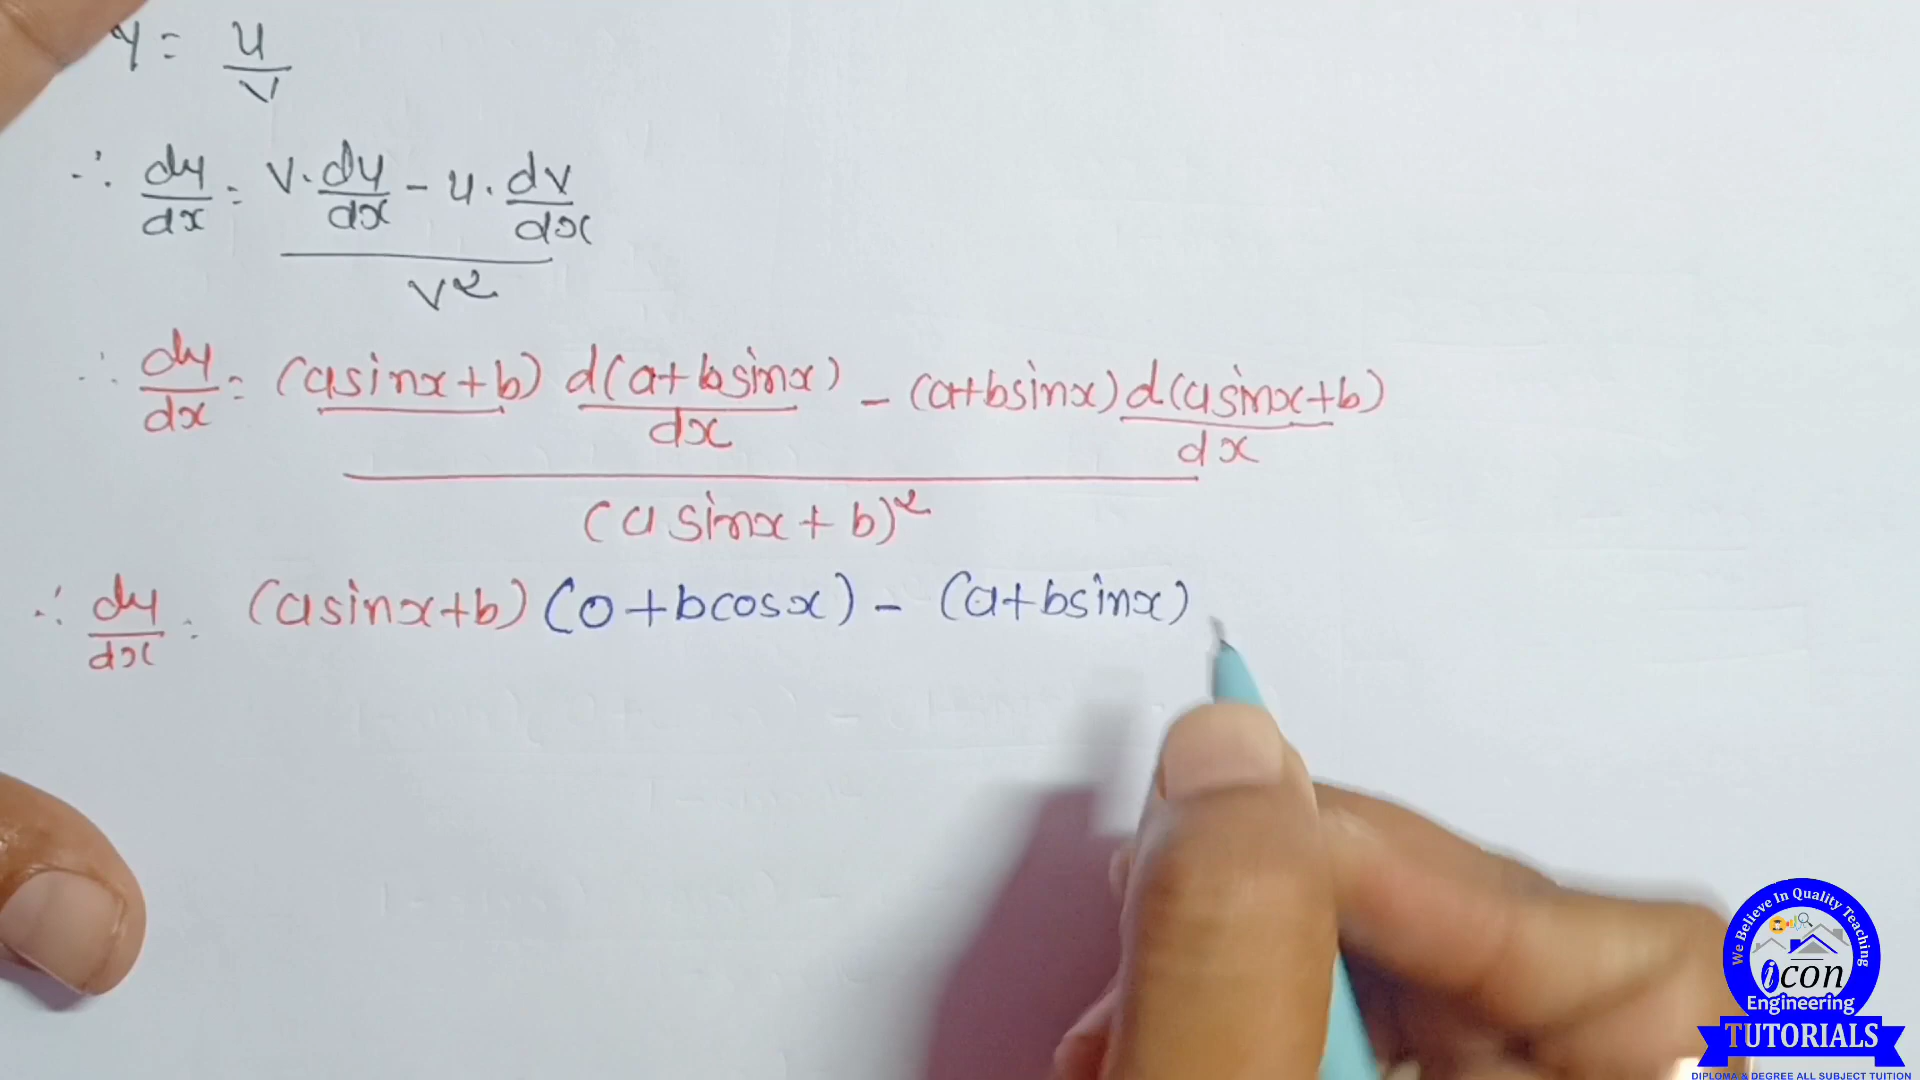 y = u/v
∴ dy/dx = v·du/dx - u·dv/dx / v²
∴ dy/dx = (asinx+b) d(a+bsinx)/dx - (a+bsinx) d(asinx+b)/dx / (asinx+b)²
∴ dy/dx = (asinx+b) (0+bcosx) - (a+bsinx)
We Believe In Quality Teaching
icon
Engineering
TUTORIALS
DIPLOMA & DEGREE ALL SUBJECT TUITION